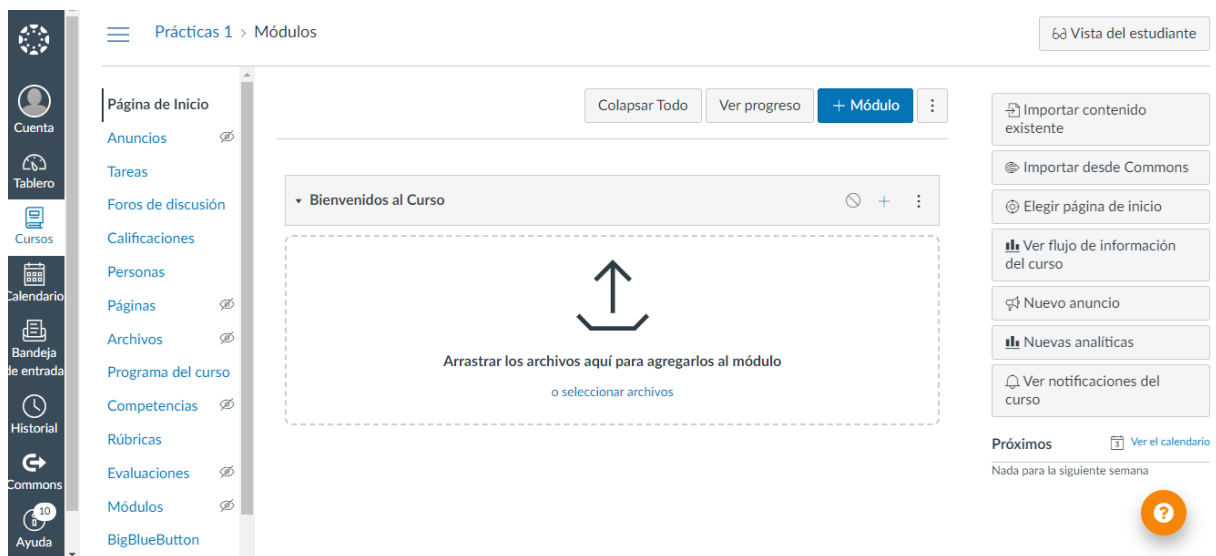 Prácticas 1 > Módulos
Vista del estudiante
Cuenta
Tablero
Cursos
Calendario
Bandeja
de entrada
Historial
Commons
10
Ayuda
Página de Inicio
Anuncios
Tareas
Foros de discusión
Calificaciones
Personas
Páginas
Archivos
Programa del curso
Competencias
Rúbricas
Evaluaciones
Módulos
BigBlueButton
Colapsar Todo
Ver progreso
+ Módulo
Bienvenidos al Curso
Arrastrar los archivos aquí para agregarlos al módulo
o seleccionar archivos
Importar contenido
existente
Importar desde Commons
Elegir página de inicio
Ver flujo de información
del curso
Nuevo anuncio
Nuevas analíticas
Ver notificaciones del
curso
Próximos
3 Ver el calendario
Nada para la siguiente semana
?